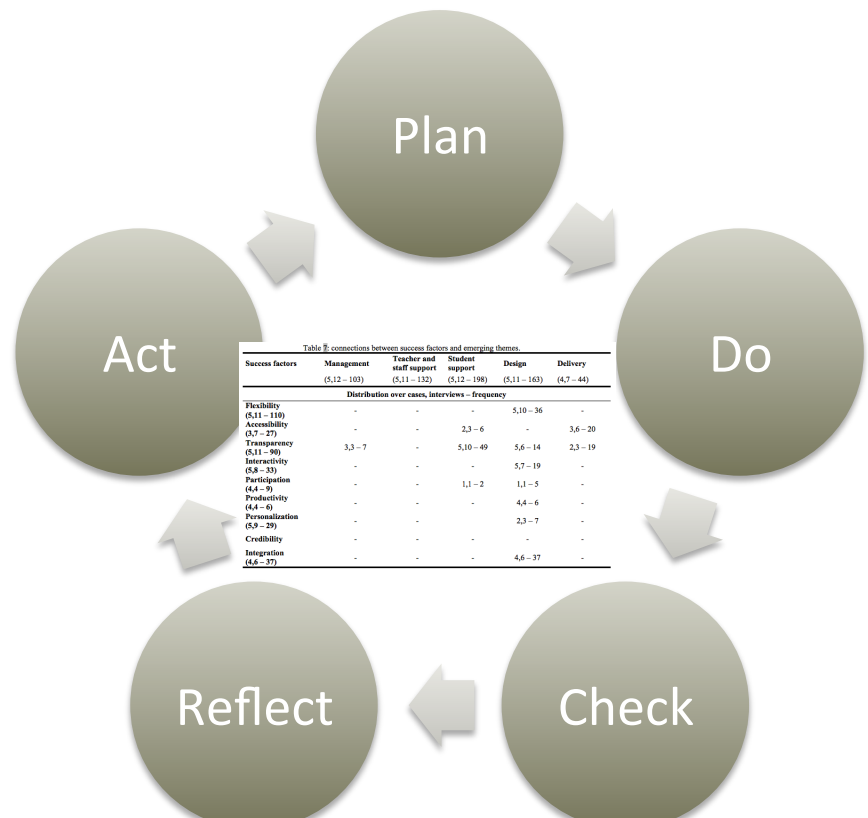 Plan
Act
Do
Table 7: connections between success factors and emerging themes.
Success factors Management Teacher and Student Design Delivery
staff support support
(5,12 – 103) (5,11 – 132) (5,12 – 198) (5,11 – 163) (4,7 – 44)
Distribution over cases, interviews – frequency
Flexibility
(5,11 – 110) - - - 5,10 – 36 -
Accessibility
(3,7 – 27) - - 2,3 – 6 - 3,6 – 20
Transparency
(5,11 – 90) 3,3 – 7 - 5,10 – 49 5,6 – 14 2,3 – 19
Interactivity
(5,8 – 33) - - - 5,7 – 19 -
Participation
(4,4 – 9) - - 1,1 – 2 1,1 – 5 -
Productivity
(4,4 – 6) - - - 4,4 – 6 -
Personalization
(5,9 – 29) - - 2,3 – 7 -
Credibility - - - - -
Integration
(4,6 – 37) - - - 4,6 – 37 -
Reflect
Check